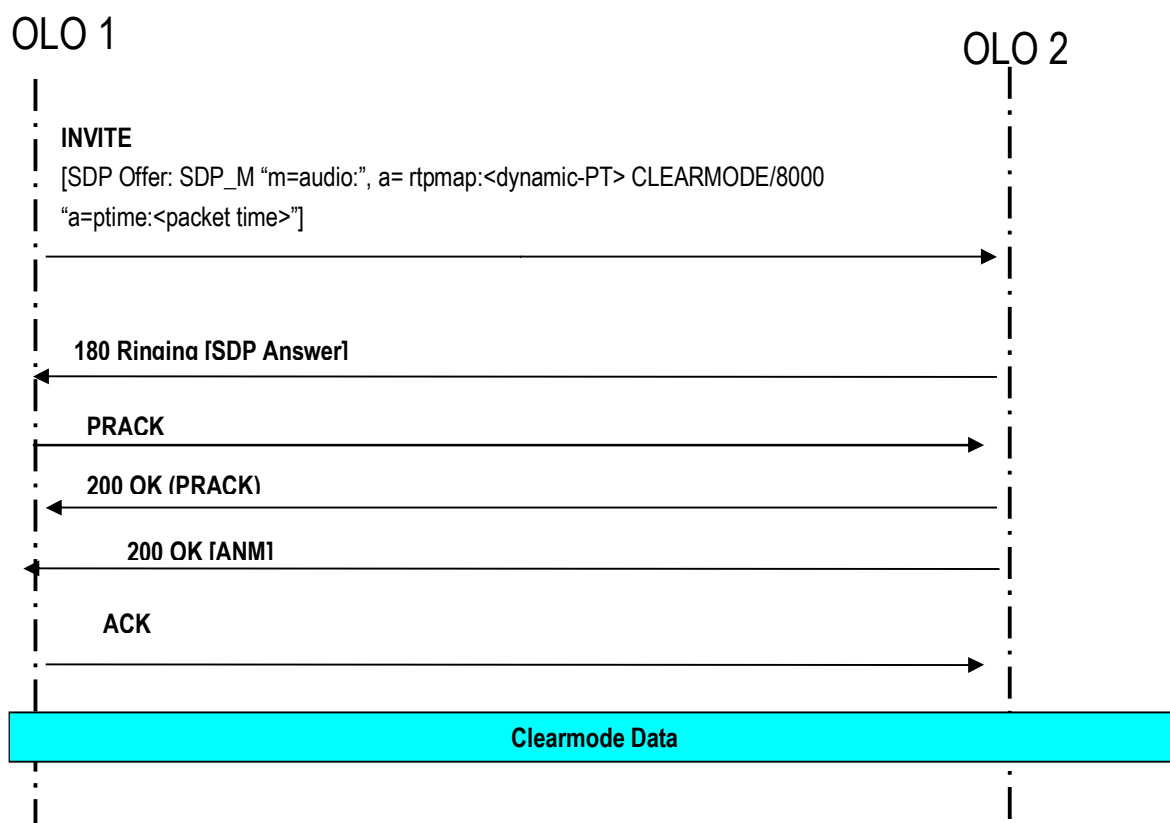 OLO 1
OLO 2
INVITE
[SDP Offer: SDP_M “m=audio:”, a= rtpmap:<dynamic-PT> CLEARMODE/8000
“a=ptime:<packet time>”]
180 Ringing [SDP Answer]
PRACK
200 OK (PRACK)
200 OK [ANM]
ACK
Clearmode Data